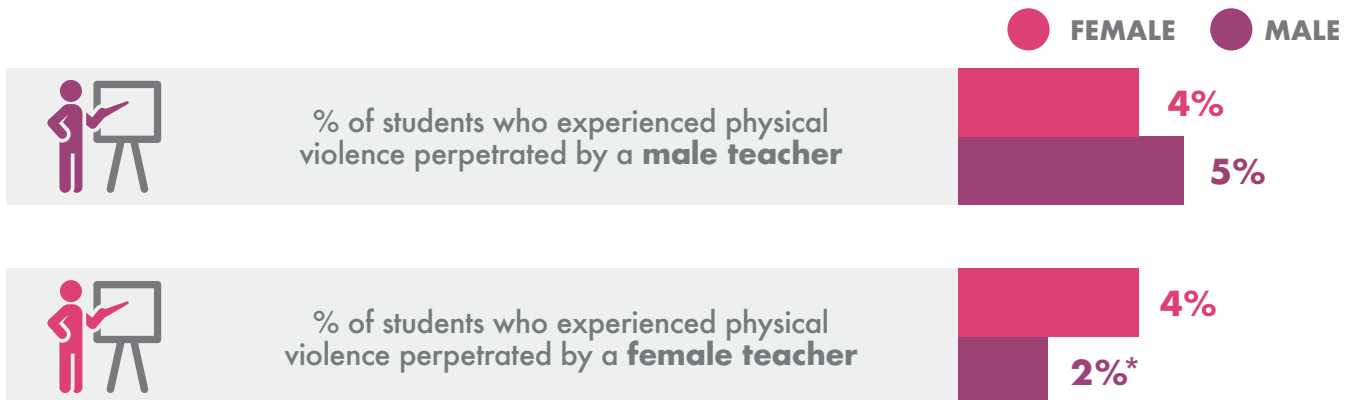 FEMALE MALE
% of students who experienced physical
violence perpetrated by a male teacher
4%
5%
% of students who experienced physical
violence perpetrated by a female teacher
4%
2%*